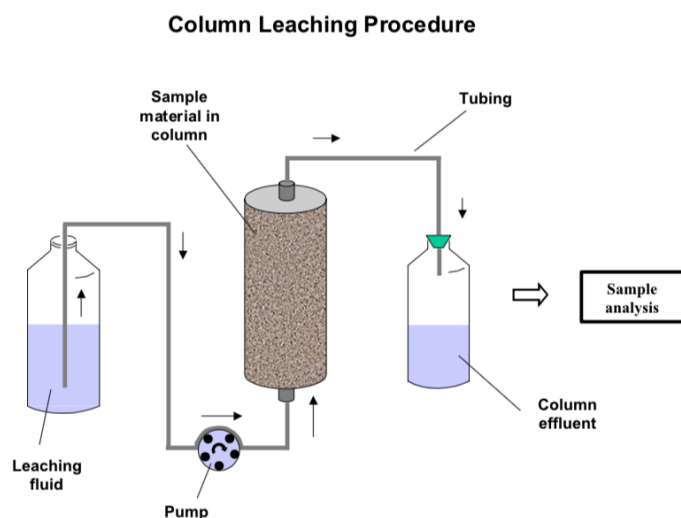 Column Leaching Procedure
Sample
material in
column
Tubing
Sample
analysis
Column
effluent
Leaching
fluid
Pump